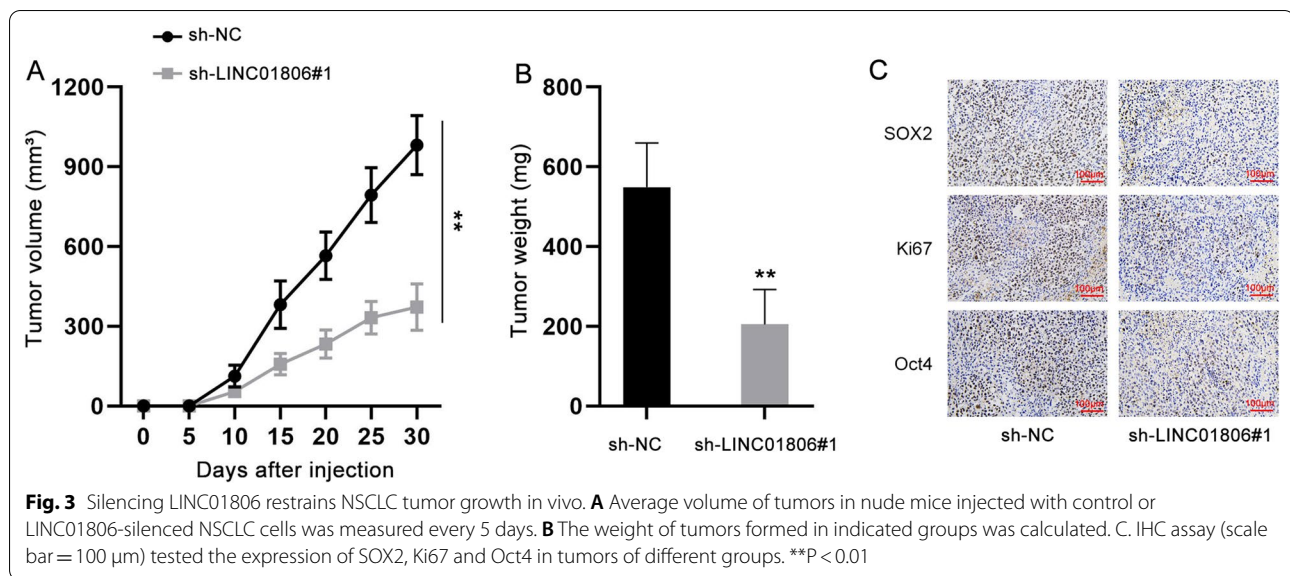 sh-NC
sh-LINC01806#1
A
Tumor volume (mm³)
1200
900
600
300
0
0 5 10 15 20 25 30
Days after injection
**
B
Tumor weight (mg)
800
600
400
200
0
**
sh-NC sh-LINC01806#1
C
SOX2
100μm 100μm
Ki67
100μm 100μm
Oct4
100μm 100μm
sh-NC sh-LINC01806#1
Fig. 3 Silencing LINC01806 restrains NSCLC tumor growth in vivo. A Average volume of tumors in nude mice injected with control or
LINC01806-silenced NSCLC cells was measured every 5 days. B The weight of tumors formed in indicated groups was calculated. C. IHC assay (scale
bar = 100 μm) tested the expression of SOX2, Ki67 and Oct4 in tumors of different groups. **P < 0.01